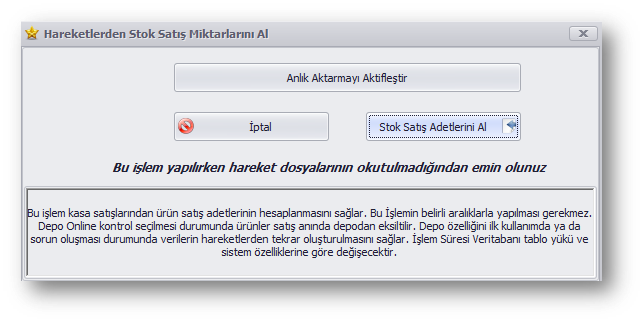 Hareketlerden Stok Satış Miktarlarını Al
Anlık Aktarmayı Aktifleştir
İptal
Stok Satış Adetlerini Al
Bu işlem yapılırken hareket dosyalarının okutulmadığından emin olunuz
Bu işlem kasa satışlarından ürün satış adetlerinin hesaplanmasını sağlar. Bu İşlemin belirli aralıklarla yapılması gerekmez.
Depo Online kontrol seçilmesi durumunda ürünler satış anında depodan eksiltilir. Depo özelliğini ilk kullanımda ya da
sorun oluşması durumunda verilerin hareketlerden tekrar oluşturulmasını sağlar. İşlem Süresi Veritabanı tablo yükü ve
sistem özelliklerine göre değişecektir.